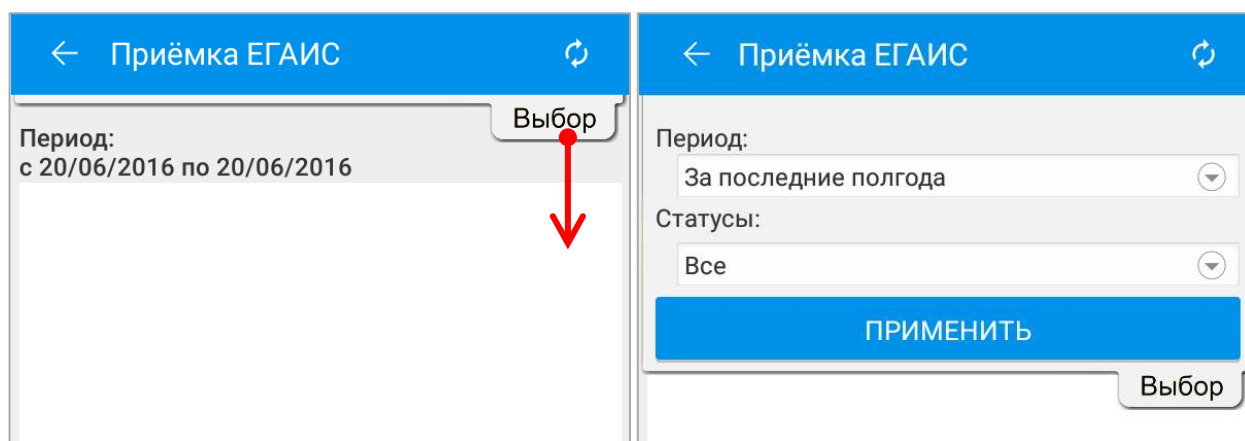 Приёмка ЕГАИС
Выбор
Период:
с 20/06/2016 по 20/06/2016
Приёмка ЕГАИС
Период:
За последние полгода
Статусы:
Все
ПРИМЕНИТЬ
Выбор